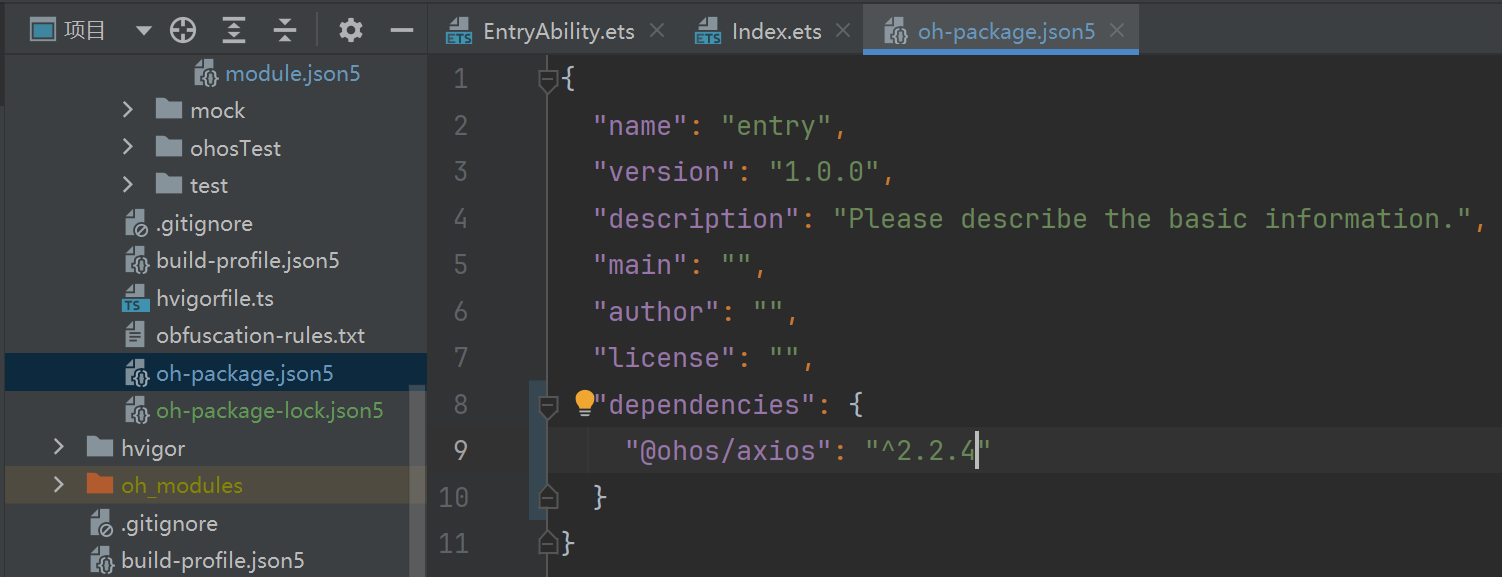 项目
EntryAbility.ets
Index.ets
oh-package.json5
module.json5
mock
ohosTest
test
.gitignore
build-profile.json5
TS hvigorfile.ts
obfuscation-rules.txt
oh-package.json5
oh-package-lock.json5
hvigor
oh_modules
.gitignore
build-profile.json5
ETS
ETS
1 {
2 "name": "entry",
3 "version": "1.0.0",
4 "description": "Please describe the basic information.",
5 "main": "",
6 "author": "",
7 "license": "",
8 "dependencies": {
9 "@ohos/axios": "^2.2.4"
10 }
11 }